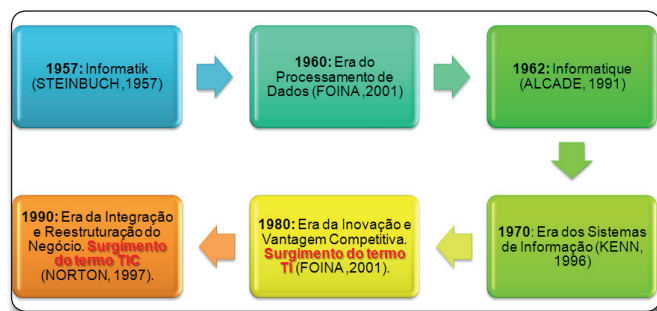 1957: Informatik
(STEINBUCH,1957)
1960: Era do
Processamento de
Dados (FOINA,2001)
1962: Informatique
(ALCADE, 1991)
1970: Era dos Sistemas
de Informação (KENN,
1996)
1980: Era da Inovação e
Vantagem Competitiva.
Surgimento do termo
TI (FOINA ,2001).
1990: Era da Integração
e Reestruturação do
Negócio. Surgimento
do termo TIC
(NORTON, 1997).